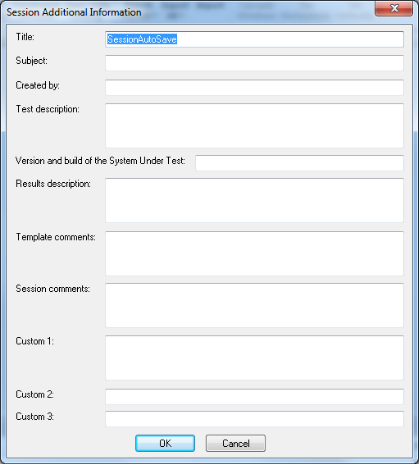 Session Additional Information
Title: SessionAutoSave
Subject:
Created by:
Test description:
Version and build of the System Under Test:
Results description:
Template comments:
Session comments:
Custom 1:
Custom 2:
Custom 3:
OK Cancel